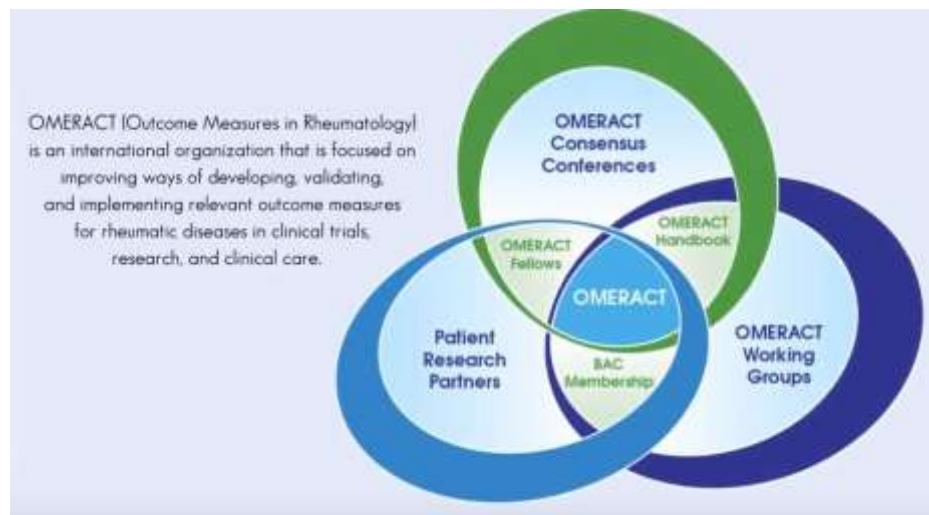 OMERACT (Outcome Measures in Rheumatology)
is an international organization that is focused on
improving ways of developing, validating,
and implementing relevant outcome measures
for rheumatic diseases in clinical trials,
research, and clinical care.
OMERACT
Consensus
Conferences
OMERACT
Fellows
OMERACT
Handbook
OMERACT
Patient
Research
Partners
BAC
Membership
OMERACT
Working
Groups